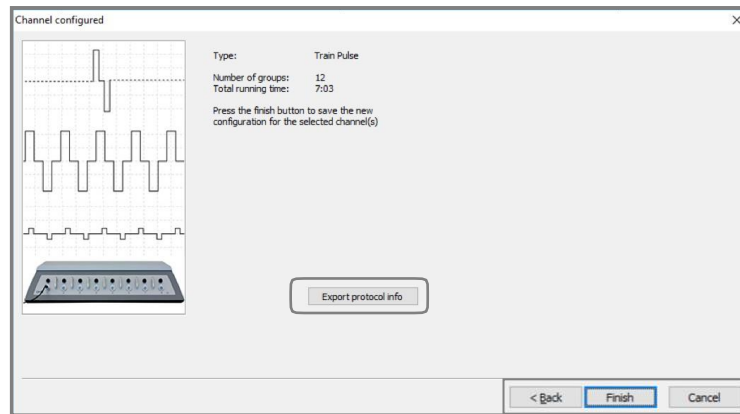 Channel configured
Type: Train Pulse
Number of groups: 12
Total running time: 7:03
Press the finish button to save the new
configuration for the selected channel(s)
Export protocol info
< Back Finish Cancel